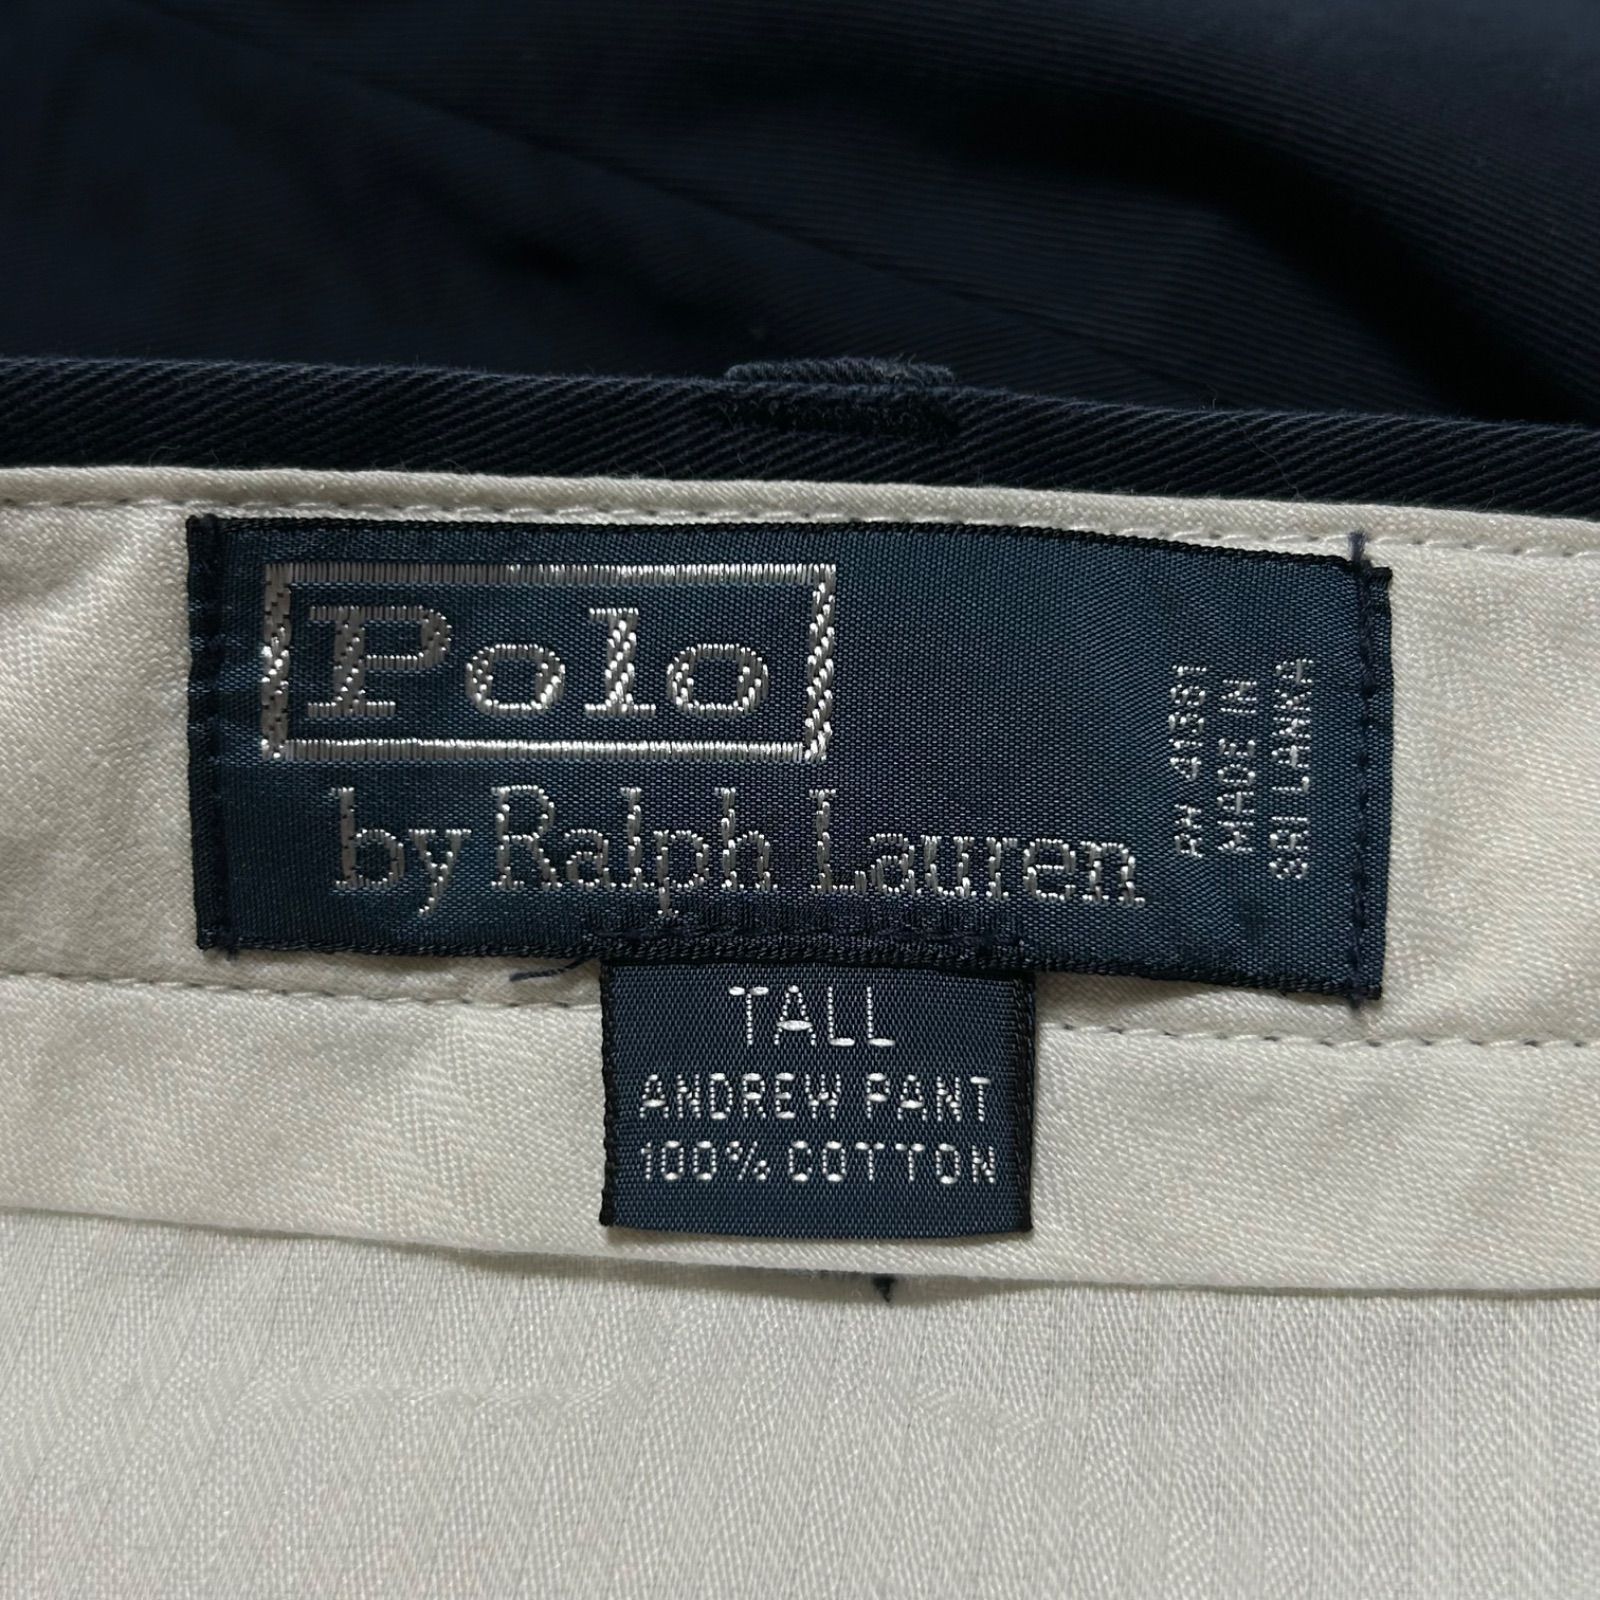 Polo
by Ralph Lauren
RN 41381
MADE IN
SRI LANKA
TALL
ANDREW PANT
100% COTTON